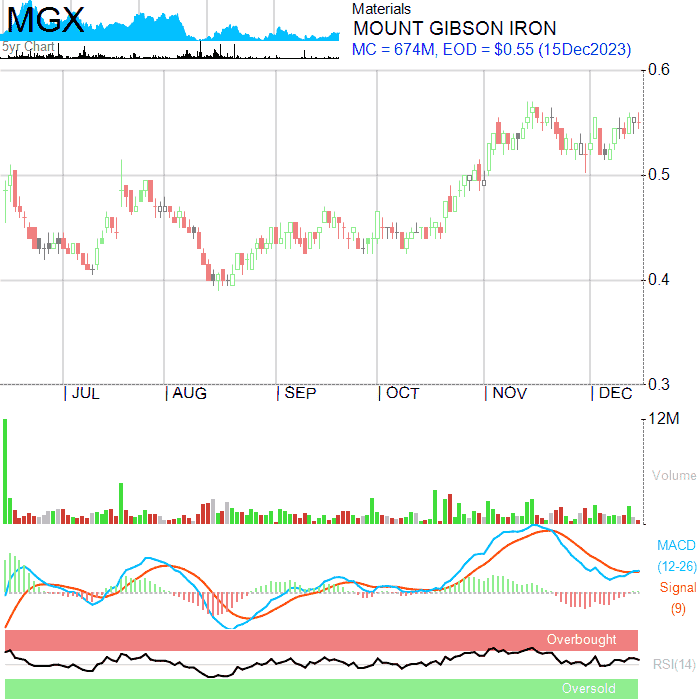 MGX
5yr Chart
Materials
MOUNT GIBSON IRON
MC = 674M, EOD = $0.55 (15Dec2023)
0.6
0.5
0.4
0.3
JUL AUG SEP OCT NOV DEC
12M
Volume
MACD
(12-26)
Signal
(9)
Overbought
RSI(14)
Oversold